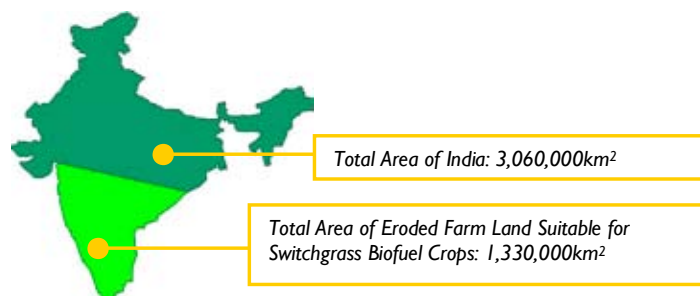 Total Area of India: 3,060,000km²
Total Area of Eroded Farm Land Suitable for
Switchgrass Biofuel Crops: 1,330,000km²